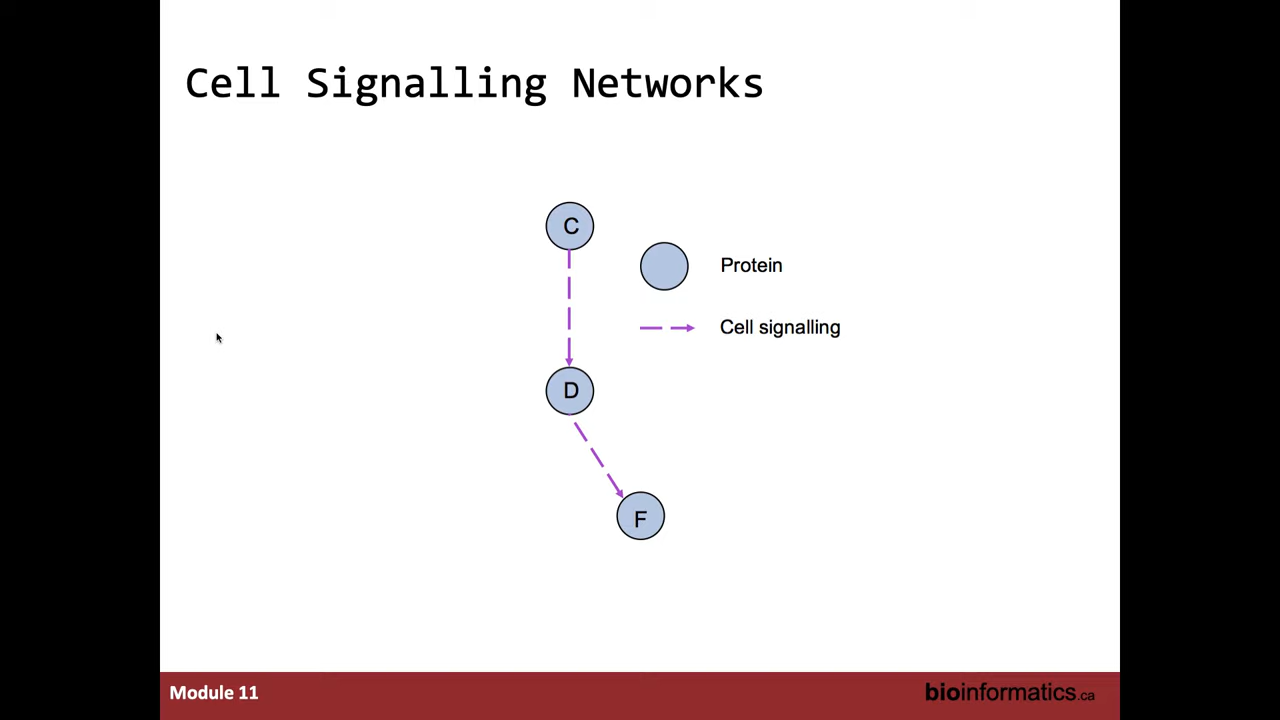 Cell Signalling Networks
C
Protein
Cell signalling
D
F
Module 11
bioinformatics.ca